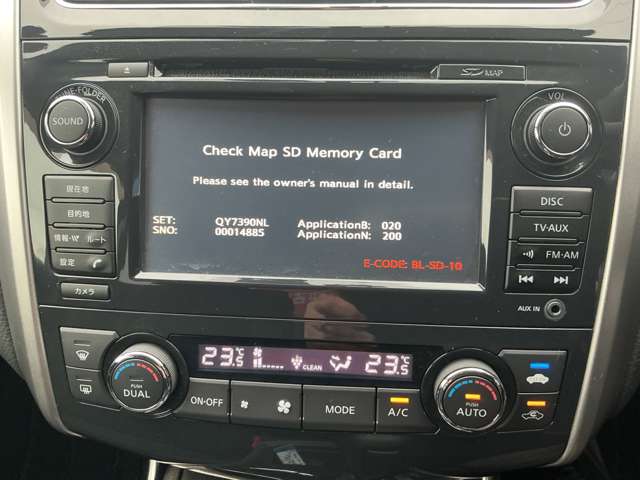 SD MAP
TUNE·FOLDER
VOL
SOUND
Check Map SD Memory Card
Please see the owner's manual in detail.
SET: QY7390NL ApplicationB: 020
SNO: 00014885 ApplicationN: 200
E-CODE: BL-SD-10
現在地
目的地
情報・VI ルート
設定
カメラ
DISC
TV·AUX
FM·AM
AUX IN
23.5°C CLEAN 23.5°C
PUSH
DUAL
ON·OFF
MODE
A/C
PUSH
AUTO